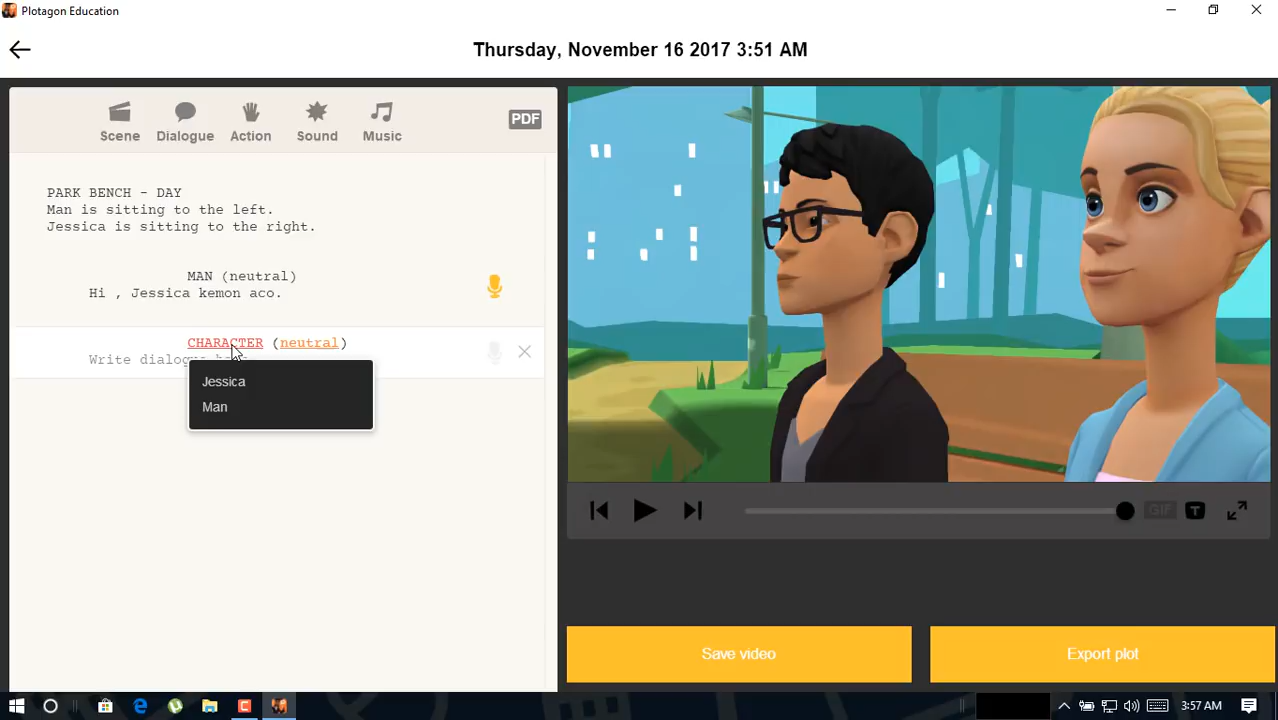 Plotagon Education
Thursday, November 16 2017 3:51 AM
Scene Dialogue Action Sound Music PDF
PARK BENCH - DAY
Man is sitting to the left.
Jessica is sitting to the right.
MAN (neutral)
Hi , Jessica kemon aco.
CHARACTER (neutral)
Write dialogue
Jessica
Man
GIF T
Save video Export plot
3:57 AM